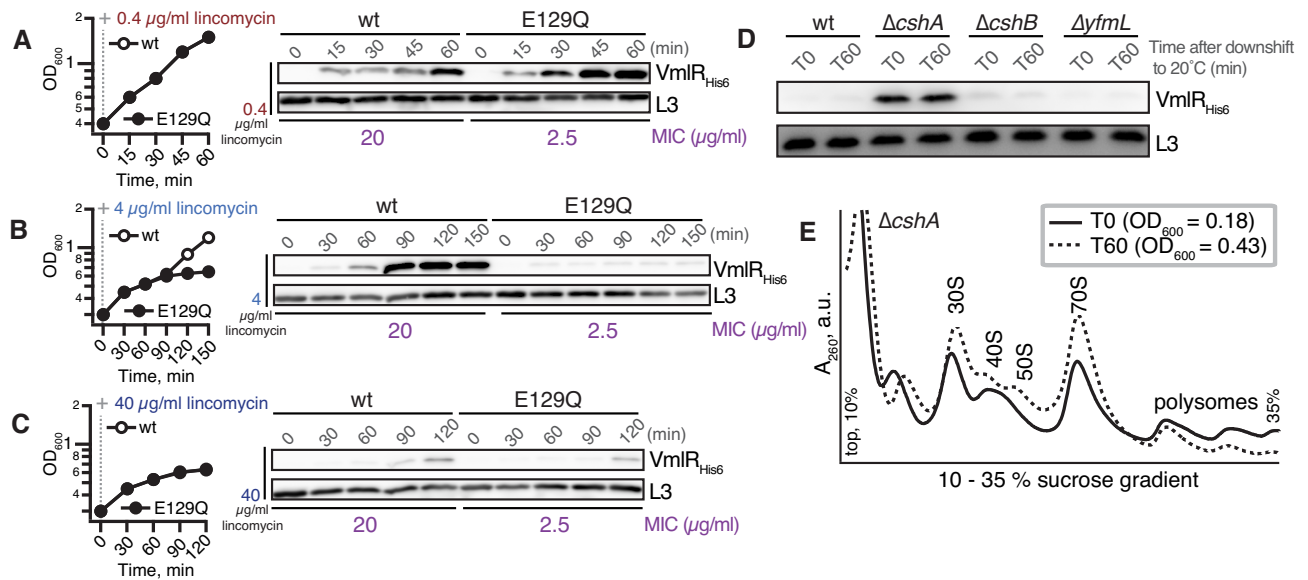 A
+ 0.4 µg/ml lincomycin
wt
E129Q
OD600
2
1
8
6
4
0 15 30 45 60
Time, min
wt E129Q
0 15 30 45 60 0 15 30 45 60 (min)
VmlRHis6
L3
0.4
µg/ml
lincomycin
20 2.5 MIC (µg/ml)
B
+ 4 µg/ml lincomycin
wt
E129Q
OD600
2
1
8
6
4
0 30 60 90 120 150
Time, min
wt E129Q
0 30 60 90 120 150 0 30 60 90 120 150 (min)
VmlRHis6
L3
4
µg/ml
lincomycin
20 2.5 MIC (µg/ml)
C
+ 40 µg/ml lincomycin
wt
E129Q
OD600
2
1
8
6
4
0 30 60 90 120
Time, min
wt E129Q
0 30 60 90 120 0 30 60 90 120 (min)
VmlRHis6
L3
40
µg/ml
lincomycin
20 2.5 MIC (µg/ml)
D
wt ΔcshA ΔcshB ΔyfmL
T0 T60 T0 T60 T0 T60 T0 T60
Time after downshift
to 20°C (min)
VmlRHis6
L3
E
ΔcshA
T0 (OD600 = 0.18)
T60 (OD600 = 0.43)
A260, a.u.
top, 10%
30S
40S
50S
70S
polysomes
35%
10 - 35 % sucrose gradient